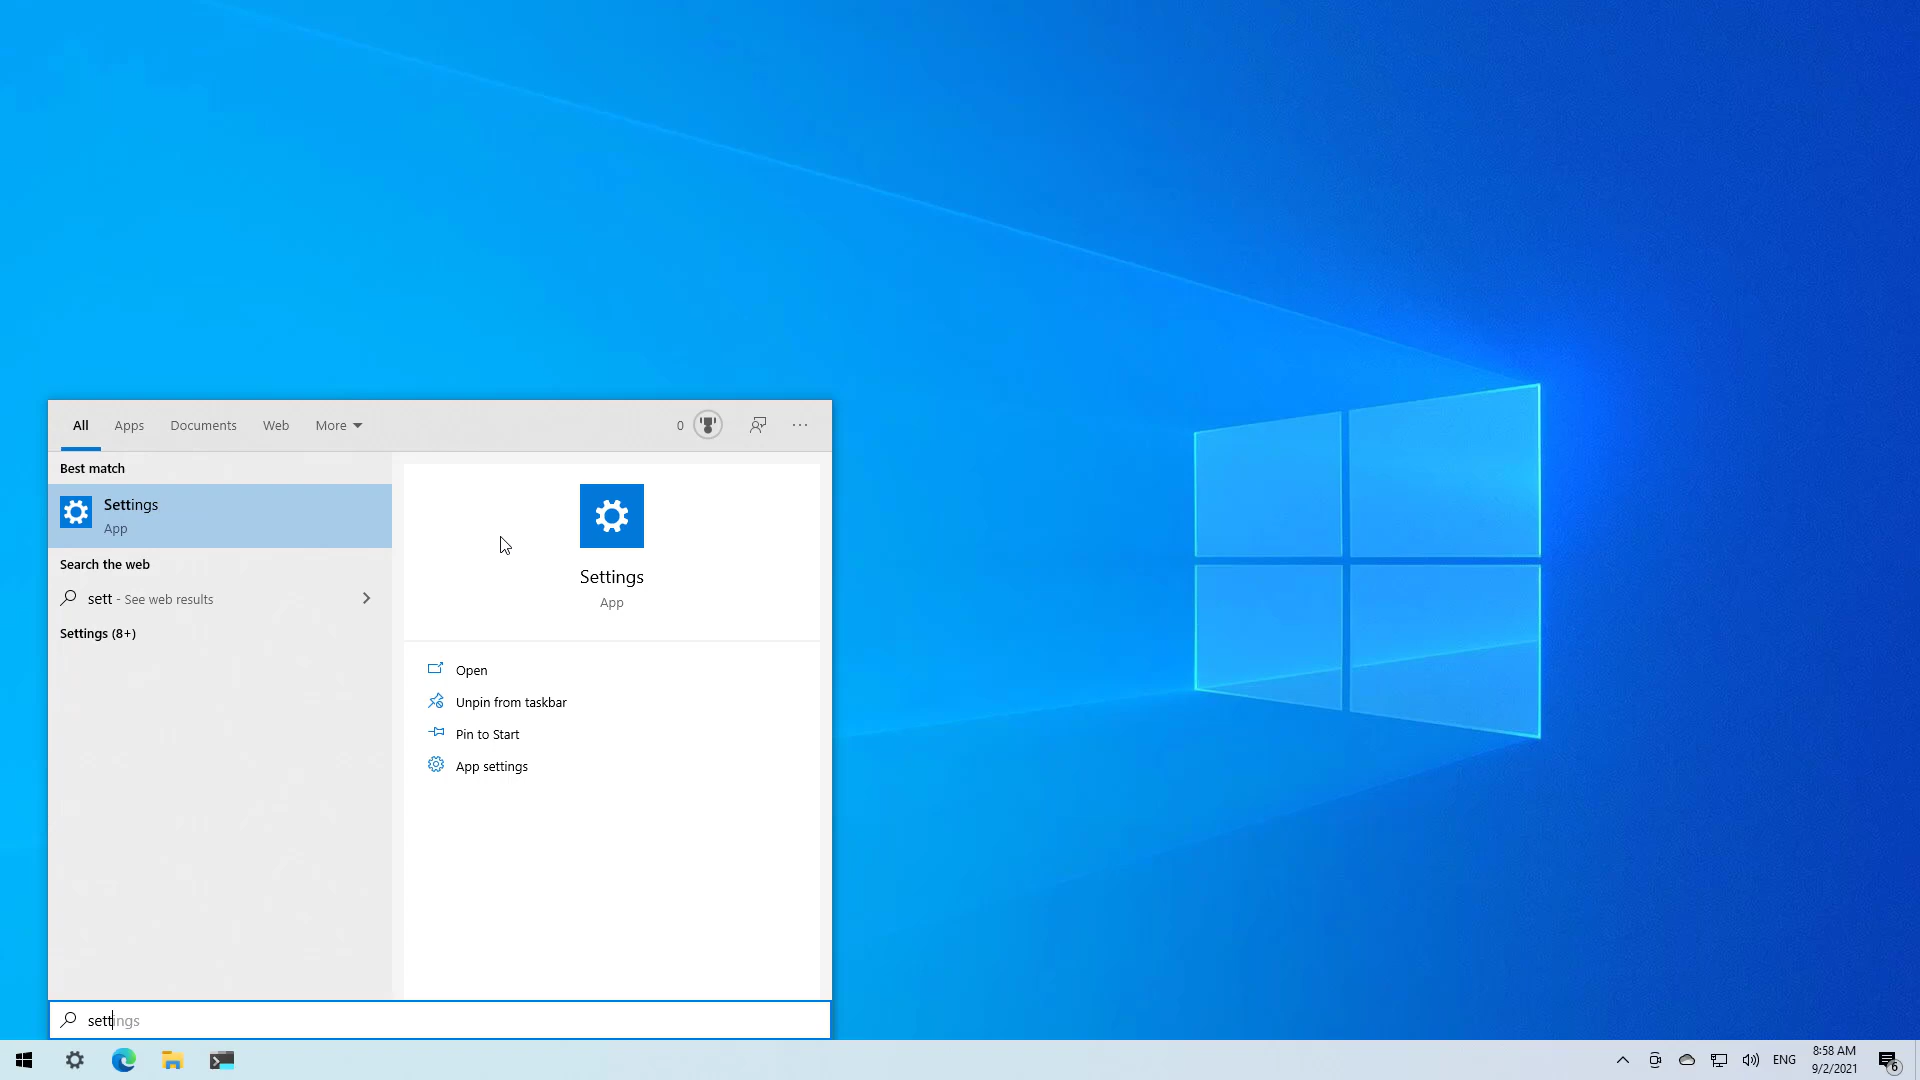 All Apps Documents Web More 0 ...
Best match
Settings
App
Search the web
sett - See web results
Settings (8+)
Settings
App
Open
Unpin from taskbar
Pin to Start
App settings
settings
ENG
8:58 AM
9/2/2021
6